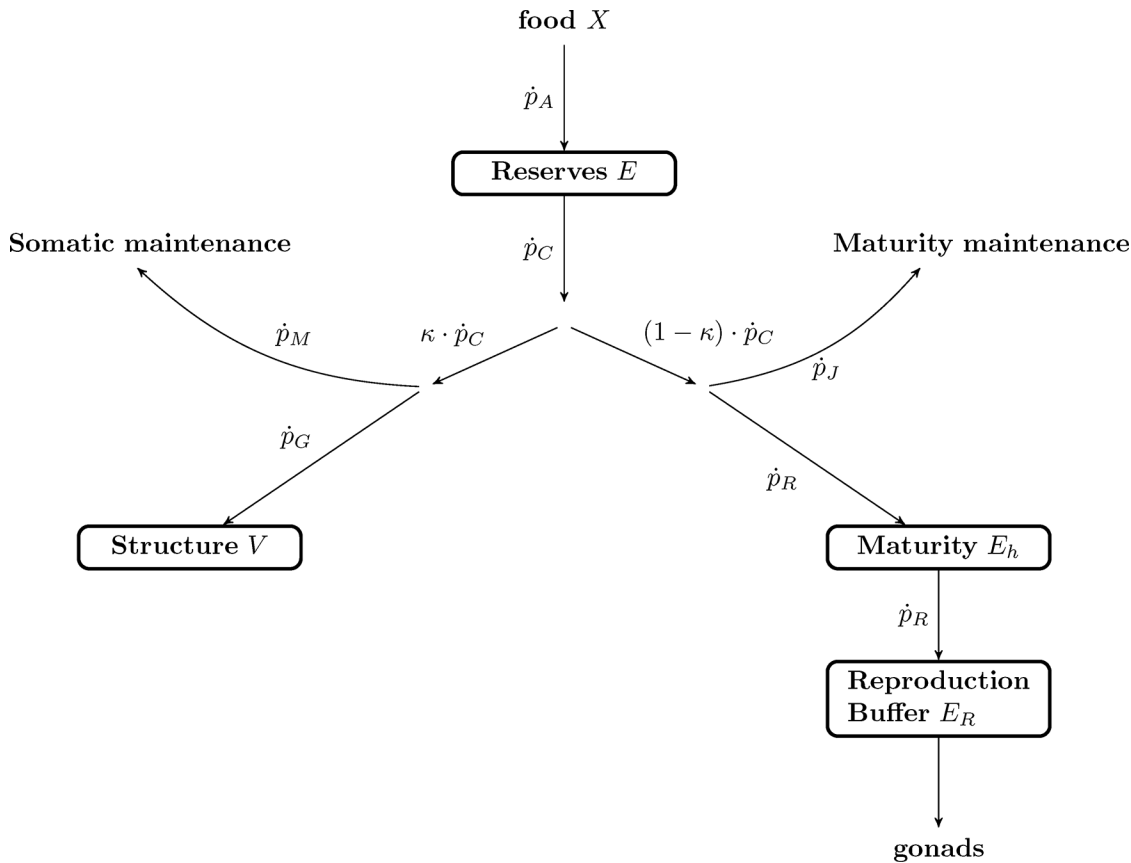 food X
ṗ_A
Reserves E
ṗ_C
Somatic maintenance
Maturity maintenance
ṗ_M
κ · ṗ_C
(1 − κ) · ṗ_C
ṗ_J
ṗ_G
ṗ_R
Structure V
Maturity E_h
ṗ_R
Reproduction
Buffer E_R
gonads